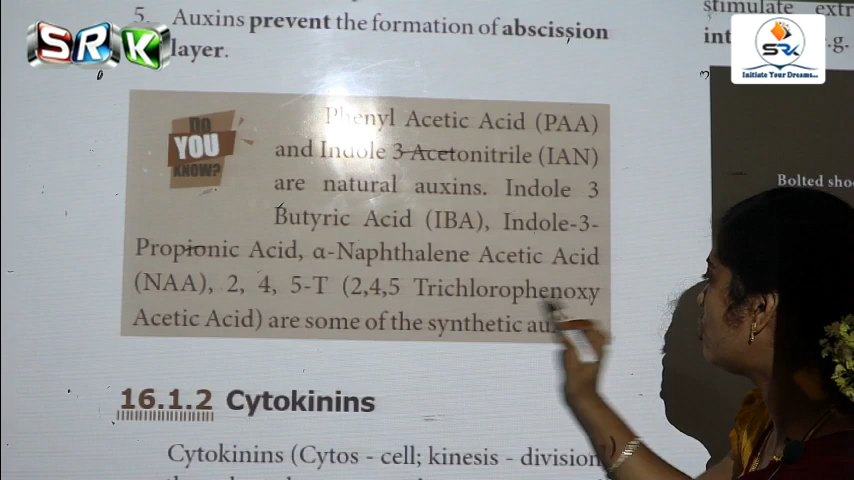 SRK
5. Auxins prevent the formation of abscission
layer.
stimulate extr
int
.g.
SRK
Initiate Your Dreams...
DO
YOU
KNOW?
Phenyl Acetic Acid (PAA)
and Indole 3 Acetonitrile (IAN)
are natural auxins. Indole 3
Butyric Acid (IBA), Indole-3-
Propionic Acid, α-Naphthalene Acetic Acid
(NAA), 2, 4, 5-T (2,4,5 Trichlorophenoxy
Acetic Acid) are some of the synthetic au
Bolted sho
16.1.2 Cytokinins
Cytokinins (Cytos - cell; kinesis - division